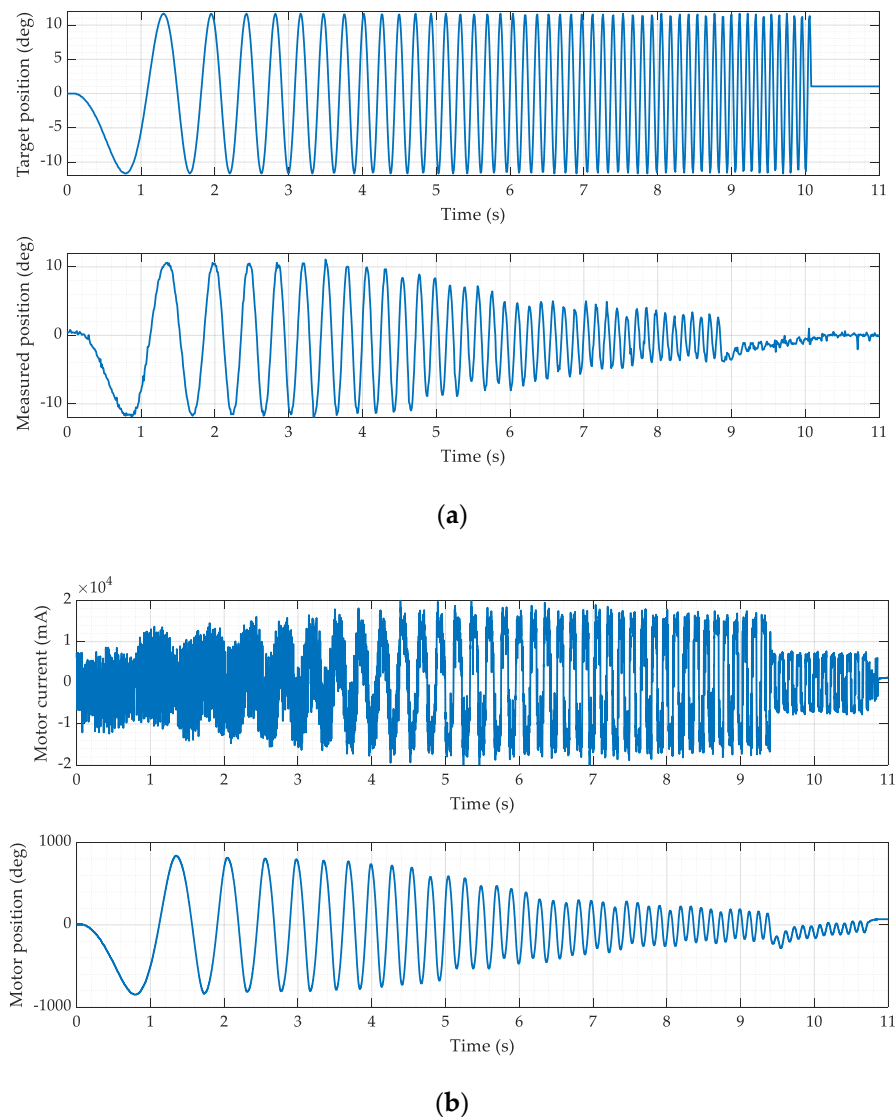 10
5
0
-5
-10
Target position (deg)
0 1 2 3 4 5 6 7 8 9 10 11
Time (s)
10
0
-10
Measured position (deg)
0 1 2 3 4 5 6 7 8 9 10 11
Time (s)
(a)
×10⁴
2
1
0
-1
-2
Motor current (mA)
0 1 2 3 4 5 6 7 8 9 10 11
Time (s)
1000
0
-1000
Motor position (deg)
0 1 2 3 4 5 6 7 8 9 10 11
Time (s)
(b)